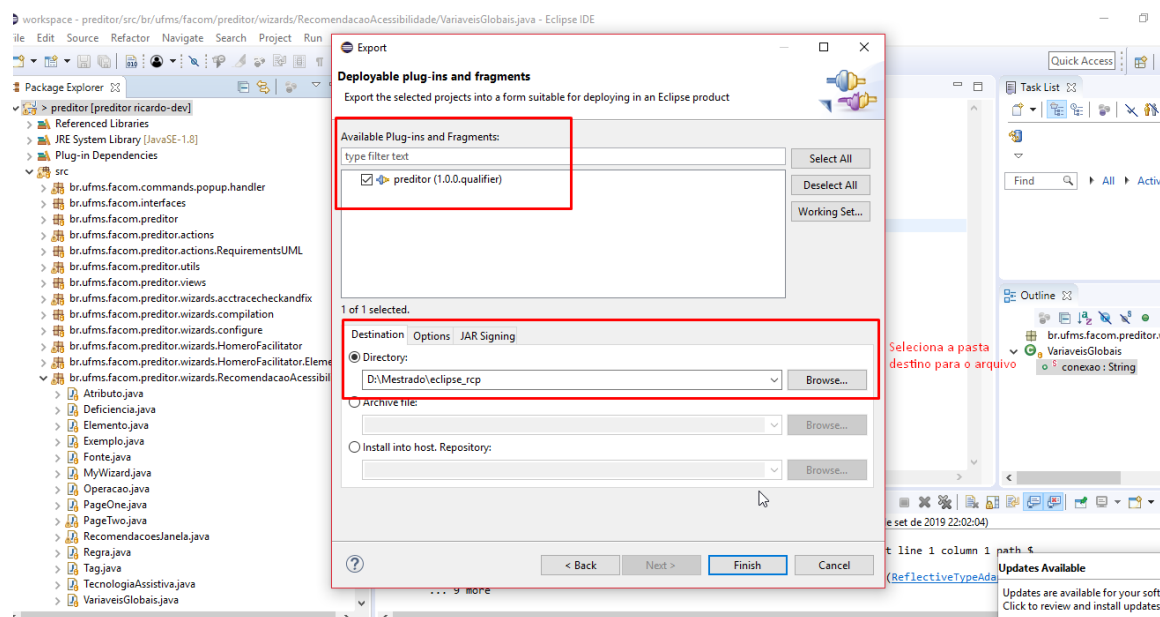 workspace - preditor/src/br/ufms/facom/preditor/wizards/RecomendacaoAcessibilidade/VariaveisGlobais.java - Eclipse IDE
File Edit Source Refactor Navigate Search Project Run
Quick Access
Package Explorer
> preditor [preditor ricardo-dev]
Referenced Libraries
JRE System Library [JavaSE-1.8]
Plug-in Dependencies
src
br.ufms.facom.commands.popup.handler
br.ufms.facom.interfaces
br.ufms.facom.preditor
br.ufms.facom.preditor.actions
br.ufms.facom.preditor.actions.RequirementsUML
br.ufms.facom.preditor.utils
br.ufms.facom.preditor.views
br.ufms.facom.preditor.wizards.acctracecheckandfix
br.ufms.facom.preditor.wizards.compilation
br.ufms.facom.preditor.wizards.configure
br.ufms.facom.preditor.wizards.HomeroFacilitator
br.ufms.facom.preditor.wizards.HomeroFacilitator.Eleme
br.ufms.facom.preditor.wizards.RecomendacaoAcessibil
Atributo.java
Deficiencia.java
Elemento.java
Exemplo.java
Fonte.java
MyWizard.java
Operacao.java
PageOne.java
PageTwo.java
RecomendacoesJanela.java
Regra.java
Tag.java
TecnologiaAssistiva.java
VariaveisGlobais.java
Export
Deployable plug-ins and fragments
Export the selected projects into a form suitable for deploying in an Eclipse product
Available Plug-ins and Fragments:
type filter text
preditor (1.0.0.qualifier)
Select All
Deselect All
Working Set...
1 of 1 selected.
Destination Options JAR Signing
Directory:
D:\Mestrado\eclipse_rcp
Browse...
Archive file:
Browse...
Install into host. Repository:
Browse...
< Back Next > Finish Cancel
... 9 more
Seleciona a pasta
destino para o arquivo
Task List
Find All Activ
Outline
br.ufms.facom.preditor.
VariaveisGlobais
conexao : String
e set de 2019 22:02:04)
t line 1 column 1 path $
(ReflectiveTypeAda
Updates Available
Updates are available for your soft
Click to review and install updates